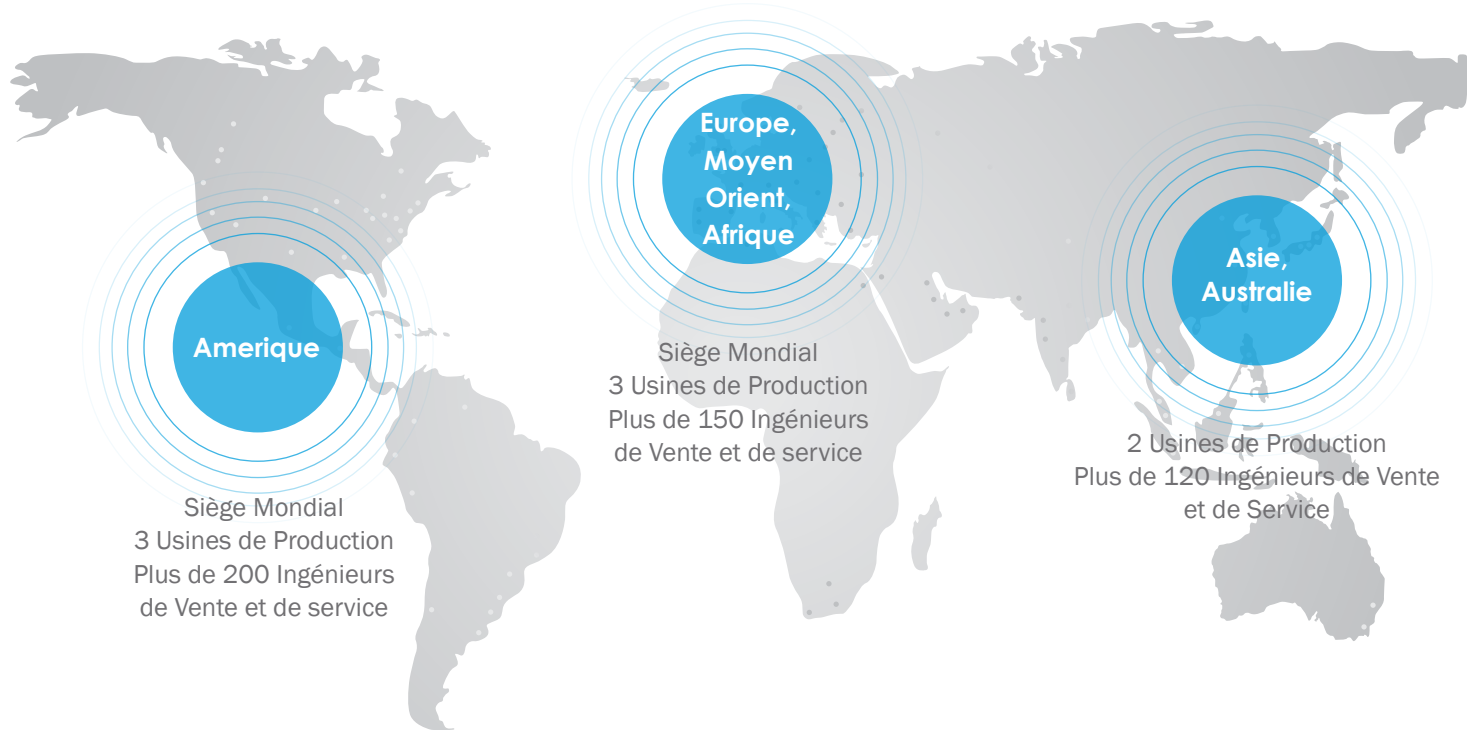 Amerique
Siège Mondial
3 Usines de Production
Plus de 200 Ingénieurs
de Vente et de service
Europe,
Moyen
Orient,
Afrique
Siège Mondial
3 Usines de Production
Plus de 150 Ingénieurs
de Vente et de service
Asie,
Australie
2 Usines de Production
Plus de 120 Ingénieurs de Vente
et de Service